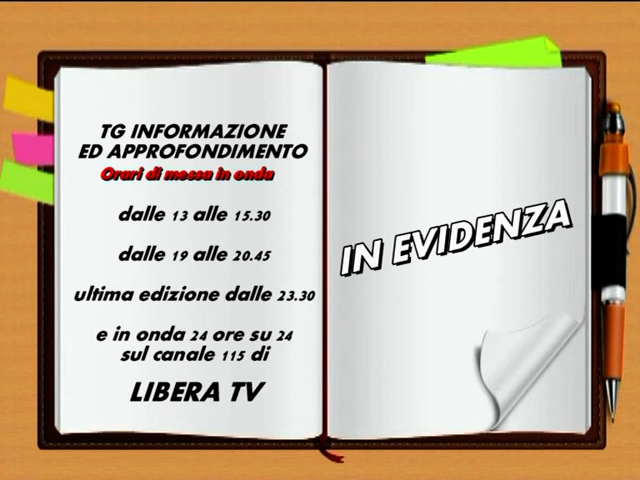 TG INFORMAZIONE
ED APPROFONDIMENTO
Orari di messa in onda
dalle 13 alle 15.30
dalle 19 alle 20.45
ultima edizione dalle 23.30
e in onda 24 ore su 24
sul canale 115 di
LIBERA TV
IN EVIDENZA